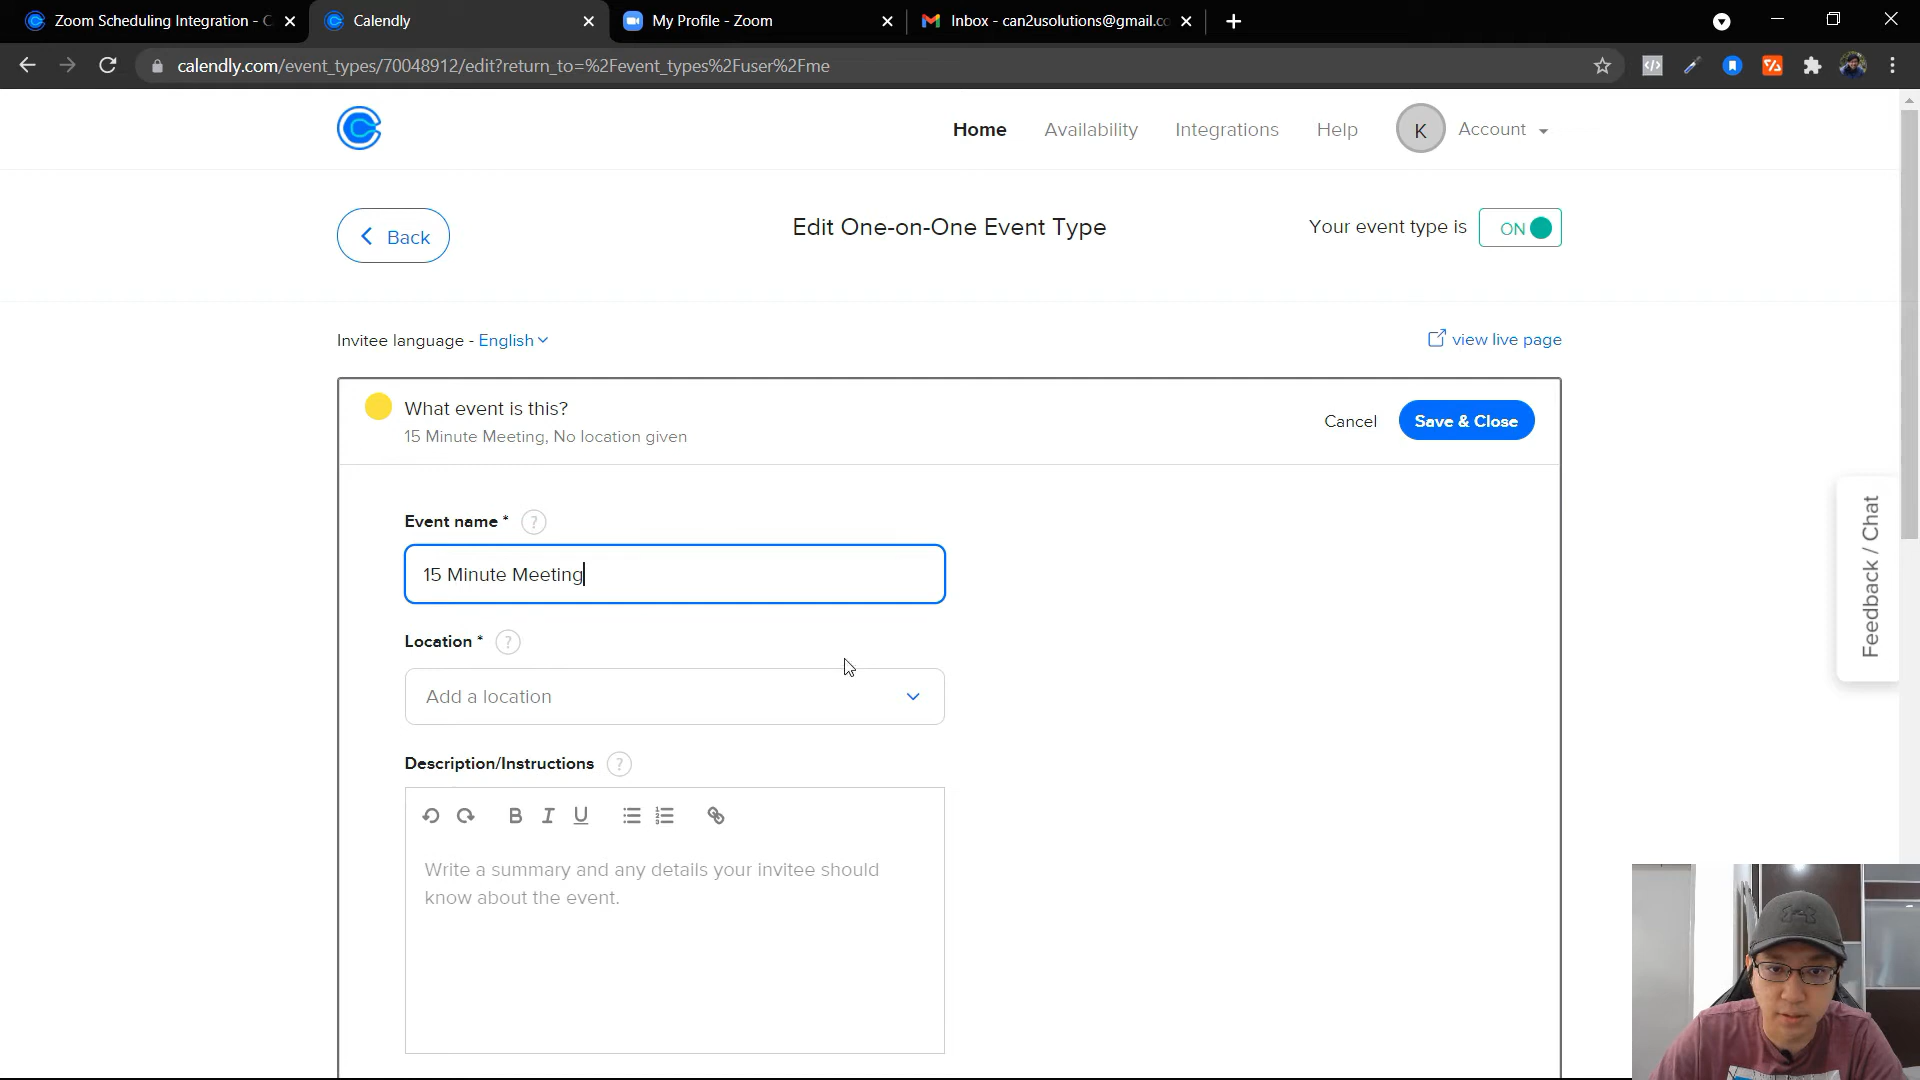 Zoom Scheduling Integration - C
Calendly
My Profile - Zoom
Inbox - can2usolutions@gmail.co
calendly.com/event_types/70048912/edit?return_to=%2Fevent_types%2Fuser%2Fme
Home
Availability
Integrations
Help
K
Account
Back
Edit One-on-One Event Type
Your event type is
ON
Invitee language - English
view live page
What event is this?
15 Minute Meeting, No location given
Cancel
Save & Close
Event name * ?
15 Minute Meeting
Location * ?
Add a location
Description/Instructions ?
B I U
Write a summary and any details your invitee should
know about the event.
Feedback / Chat